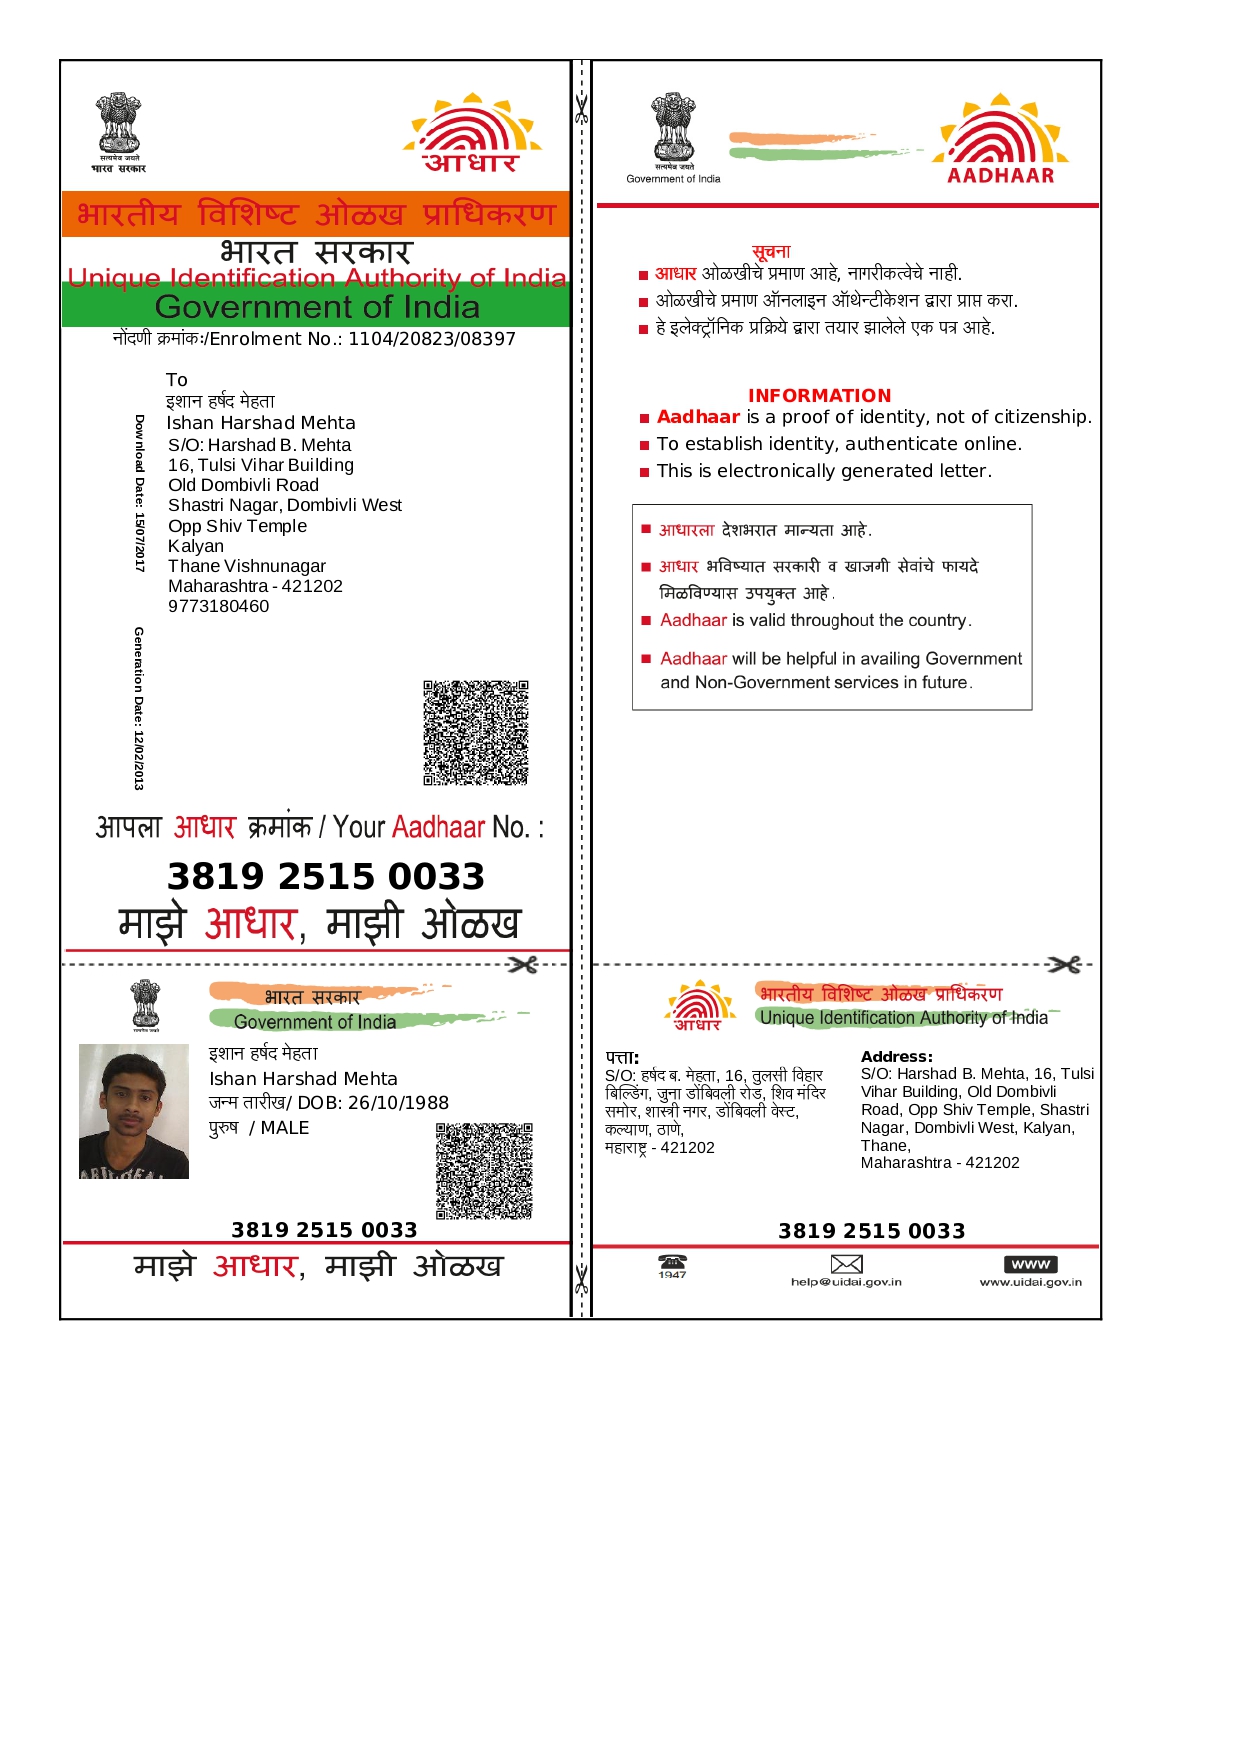 सत्यमेव जयते
भारत सरकार
आधार
भारतीय विशिष्ट ओळख प्राधिकरण
भारत सरकार
Unique Identification Authority of India
Government of India
नोंदणी क्रमांकः/Enrolment No.: 1104/20823/08397
To
इशान हर्षद मेहता
Ishan Harshad Mehta
S/O: Harshad B. Mehta
16, Tulsi Vihar Building
Old Dombivli Road
Shastri Nagar, Dombivli West
Opp Shiv Temple
Kalyan
Thane Vishnunagar
Maharashtra - 421202
9773180460
Download Date: 15/07/2017
Generation Date: 12/02/2013
आपला आधार क्रमांक / Your Aadhaar No. :
3819 2515 0033
माझे आधार, माझी ओळख
सत्यमेव जयते
Government of India
AADHAAR
सूचना
आधार ओळखीचे प्रमाण आहे, नागरीकत्वेचे नाही.
ओळखीचे प्रमाण ऑनलाइन ऑथेन्टीकेशन द्वारा प्राप्त करा.
हे इलेक्ट्रॉनिक प्रक्रिये द्वारा तयार झालेले एक पत्र आहे.
INFORMATION
Aadhaar is a proof of identity, not of citizenship.
To establish identity, authenticate online.
This is electronically generated letter.
आधारला देशभरात मान्यता आहे.
आधार भविष्यात सरकारी व खाजगी सेवांचे फायदे
मिळविण्यास उपयुक्त आहे.
Aadhaar is valid throughout the country.
Aadhaar will be helpful in availing Government
and Non-Government services in future.
सत्यमेव जयते
भारत सरकार
Government of India
इशान हर्षद मेहता
Ishan Harshad Mehta
जन्म तारीख/ DOB: 26/10/1988
पुरुष / MALE
3819 2515 0033
माझे आधार, माझी ओळख
आधार
भारतीय विशिष्ट ओळख प्राधिकरण
Unique Identification Authority of India
पत्ता:
S/O: हर्षद ब. मेहता, 16, तुलसी विहार
बिल्डिंग, जुना डोंबिवली रोड, शिव मंदिर
समोर, शास्त्री नगर, डोंबिवली वेस्ट,
कल्याण, ठाणे,
महाराष्ट्र - 421202
Address:
S/O: Harshad B. Mehta, 16, Tulsi
Vihar Building, Old Dombivli
Road, Opp Shiv Temple, Shastri
Nagar, Dombivli West, Kalyan,
Thane,
Maharashtra - 421202
3819 2515 0033
1947
help@uidai.gov.in
www
www.uidai.gov.in